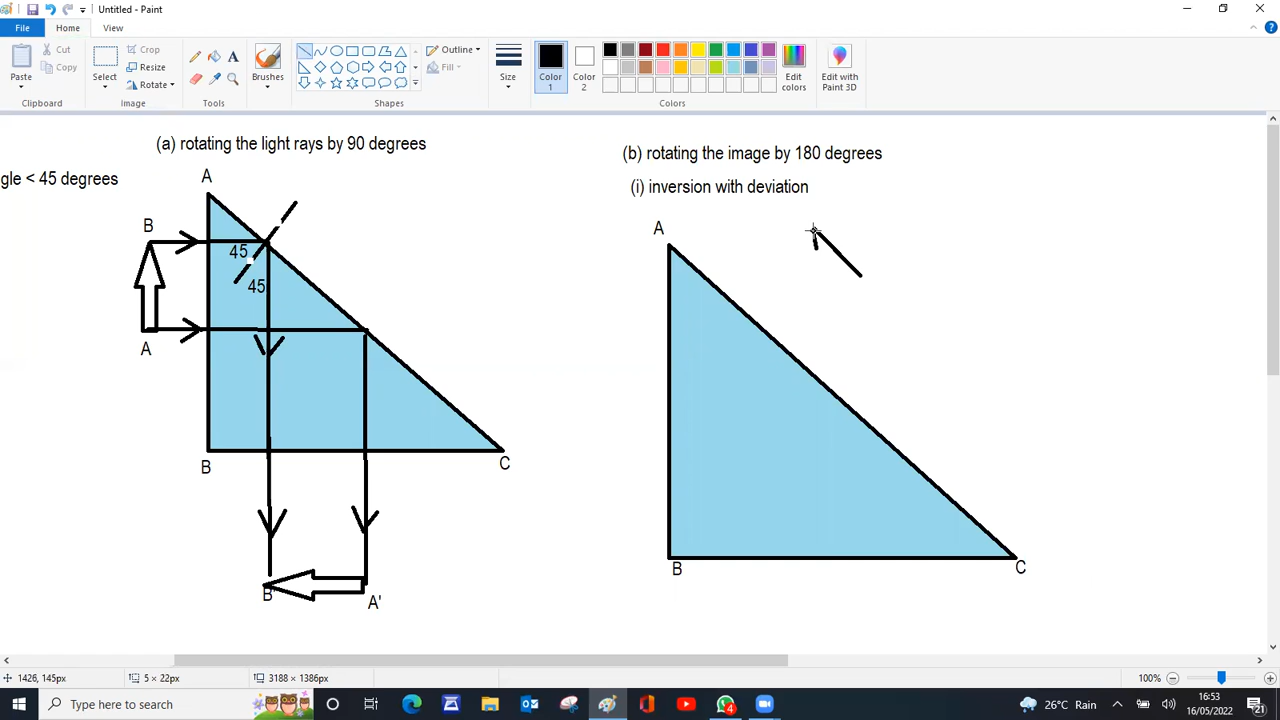 Untitled - Paint
File
Home
View
Paste
Cut
Copy
Clipboard
Select
Crop
Resize
Rotate
Image
Tools
Brushes
Shapes
Outline
Fill
Size
Color 1
Color 2
Edit colors
Colors
Edit with Paint 3D
(a) rotating the light rays by 90 degrees
gle < 45 degrees
A
B
45
45
A
B
C
B'
A'
(b) rotating the image by 180 degrees
(i) inversion with deviation
A
B
C
1428, 145px
5 × 22px
3188 × 1386px
100%
Type here to search
4
26°C Rain
16:53
16/05/2022